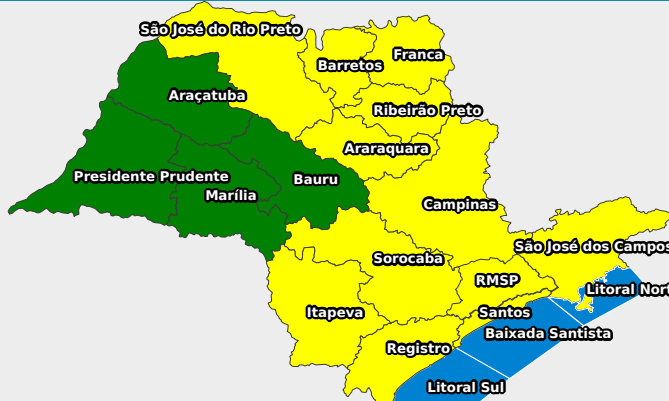 São José do Rio Preto
Franca
Barretos
Araçatuba
Ribeirão Preto
Araraquara
Presidente Prudente
Bauru
Marília
Campinas
São José dos Campos
Sorocaba
RMSP
Litoral Nort
Itapeva
Santos
Baixada Santista
Registro
Litoral Sul